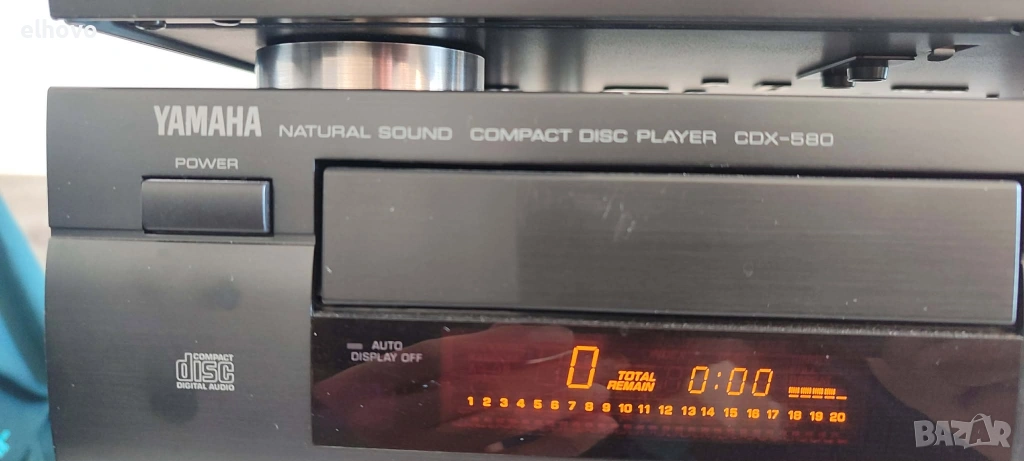 elhovo
YAMAHA NATURAL SOUND COMPACT DISC PLAYER CDX-580
POWER
AUTO
DISPLAY OFF
COMPACT
disc
DIGITAL AUDIO
0 TOTAL REMAIN 0:00
1 2 3 4 5 6 7 8 9 10 11 12 13 14 15 16 17 18 19 20
BAZAR